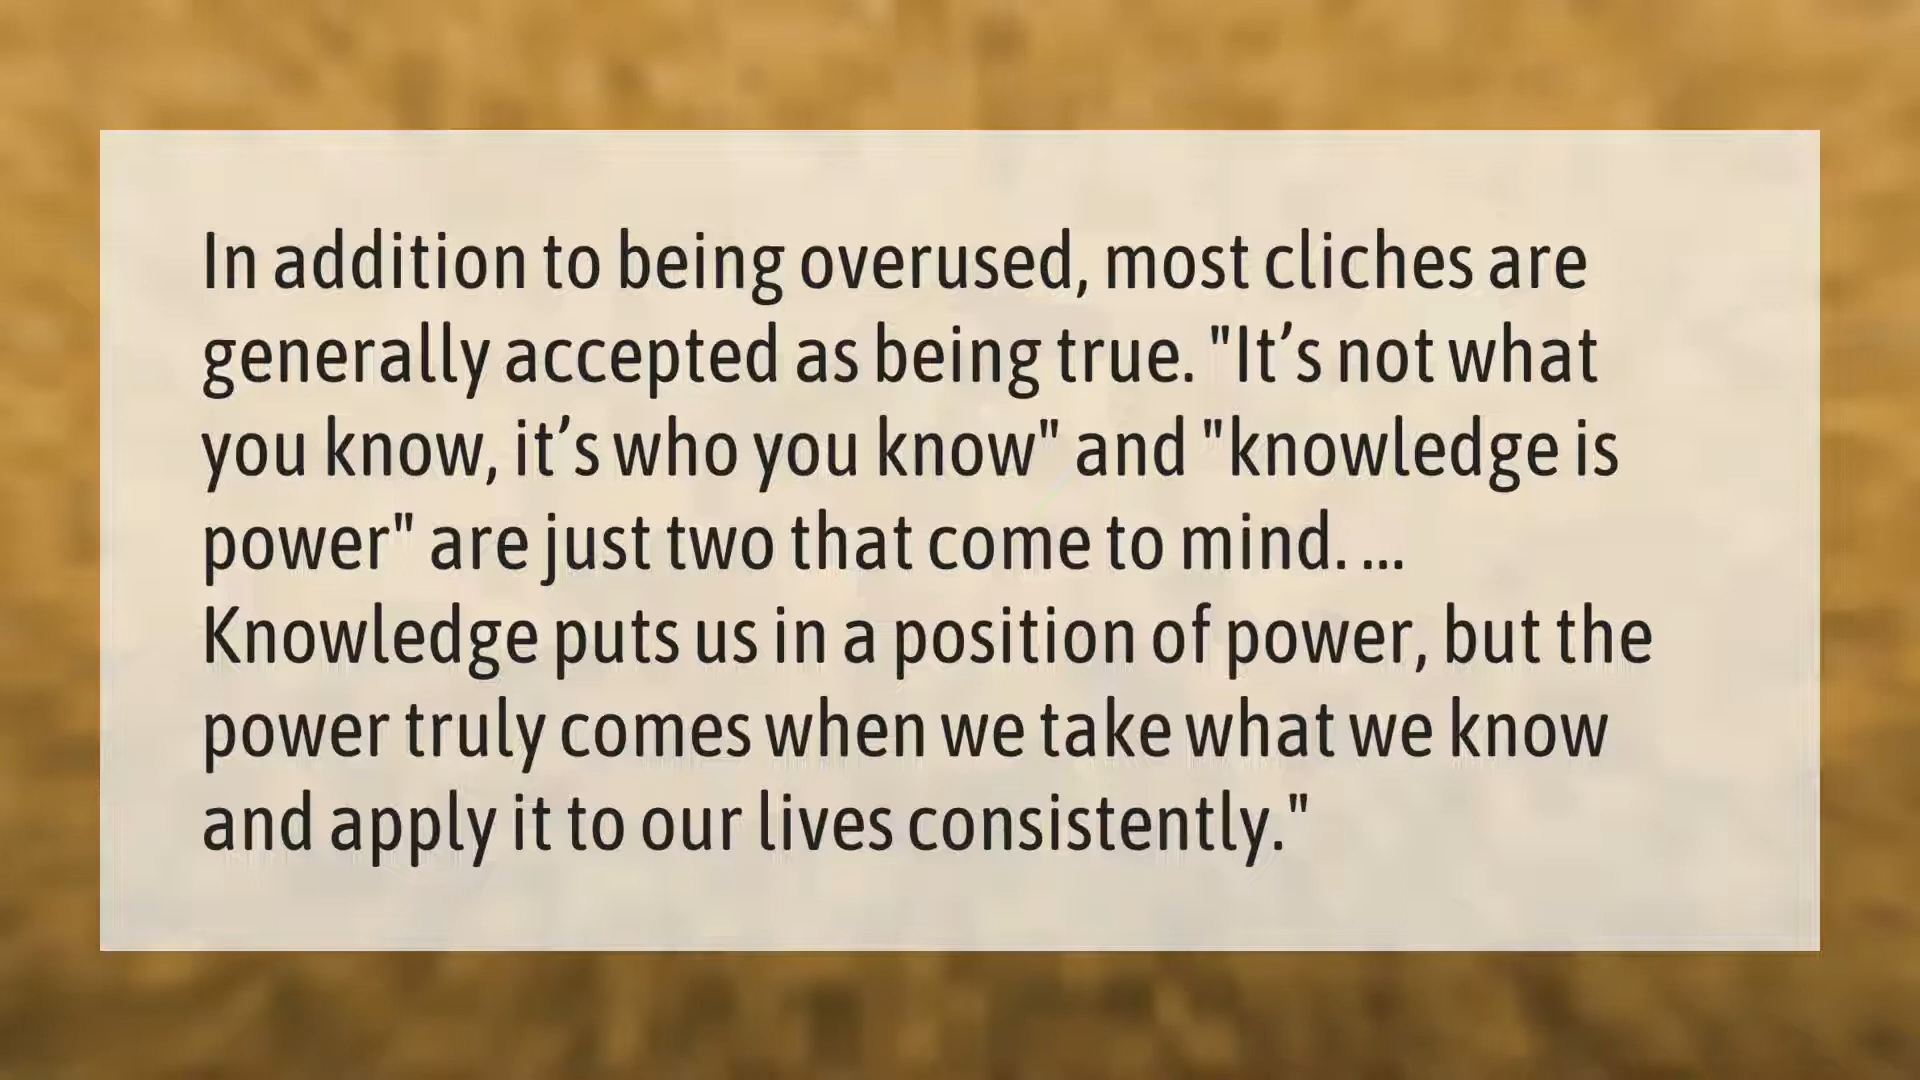 In addition to being overused, most cliches are
generally accepted as being true. "It’s not what
you know, it’s who you know" and "knowledge is
power" are just two that come to mind. ...
Knowledge puts us in a position of power, but the
power truly comes when we take what we know
and apply it to our lives consistently."